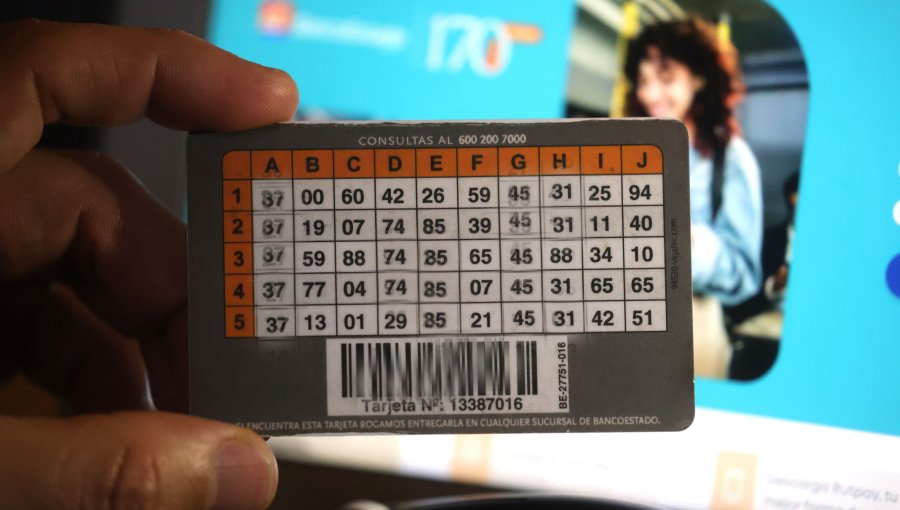 BancoEstado 170
CONSULTAS AL 600 200 7000
A B C D E F G H I J
1 37 00 60 42 26 59 45 31 25 94
2 37 19 07 74 85 39 45 31 11 40
3 37 59 88 74 85 65 45 88 34 10
4 37 77 04 74 85 07 45 31 65 65
5 37 13 01 29 85 21 45 31 42 51
Tarjeta Nº: 13387016
BE-27751-016
SI ENCUENTRA ESTA TARJETA ROGAMOS ENTREGARLA EN CUALQUIER SUCURSAL DE BANCOESTADO.
Descarga Rutpay, tu